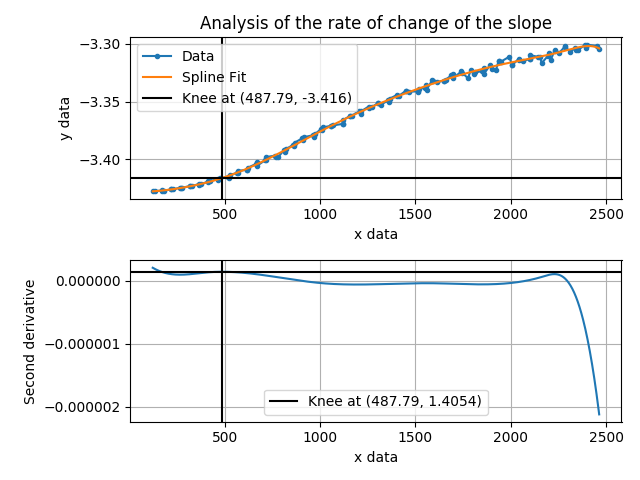 Analysis of the rate of change of the slope
−3.30
−3.35
−3.40
y data
Data
Spline Fit
Knee at (487.79, -3.416)
500 1000 1500 2000 2500
x data
0.000000
−0.000001
−0.000002
Second derivative
Knee at (487.79, 1.4054)
500 1000 1500 2000 2500
x data